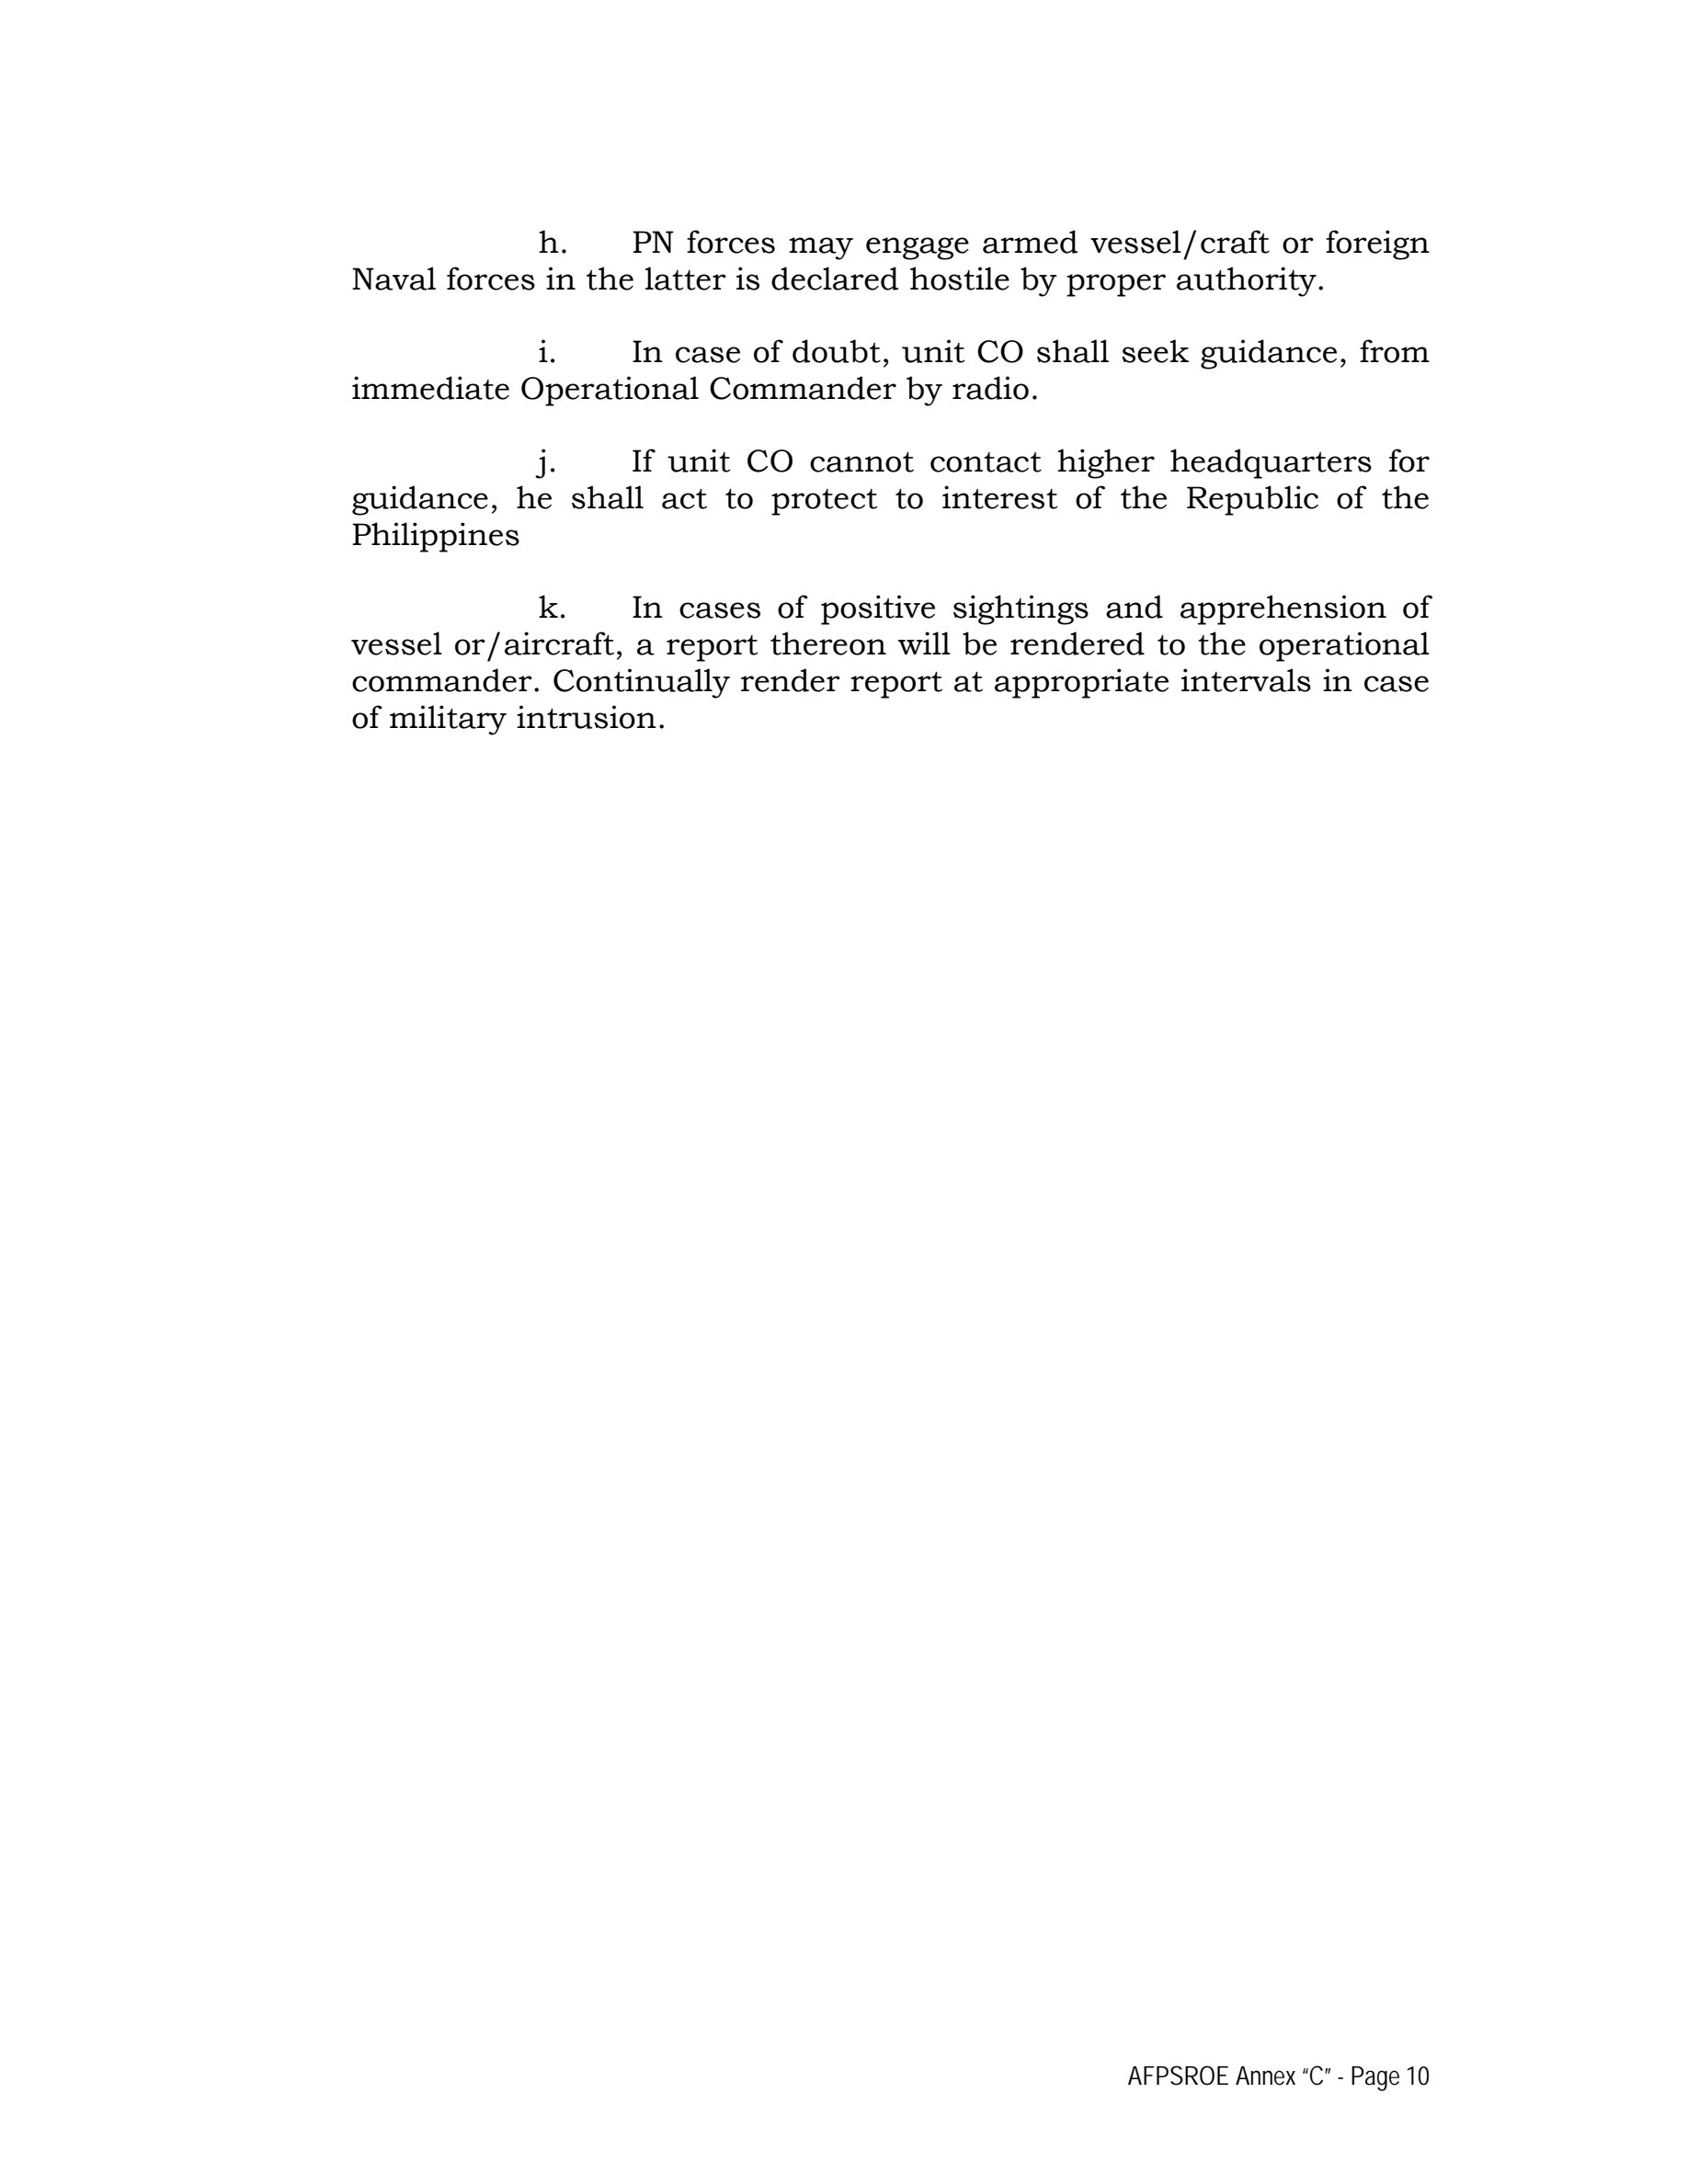 h. PN forces may engage armed vessel/craft or foreign
Naval forces in the latter is declared hostile by proper authority.
i. In case of doubt, unit CO shall seek guidance, from
immediate Operational Commander by radio.
j. If unit CO cannot contact higher headquarters for
guidance, he shall act to protect to interest of the Republic of the
Philippines
k. In cases of positive sightings and apprehension of
vessel or/aircraft, a report thereon will be rendered to the operational
commander. Continually render report at appropriate intervals in case
of military intrusion.
AFPSROE Annex “C” - Page 10